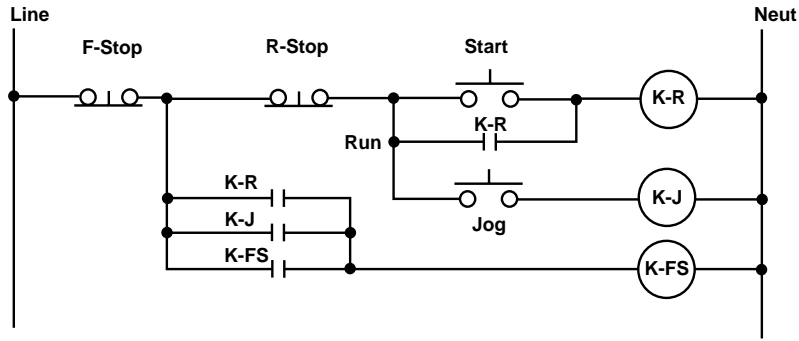 Line
Neut
F-Stop
R-Stop
Start
K-R
K-R
Run
K-R
K-J
Jog
K-J
K-FS
K-FS